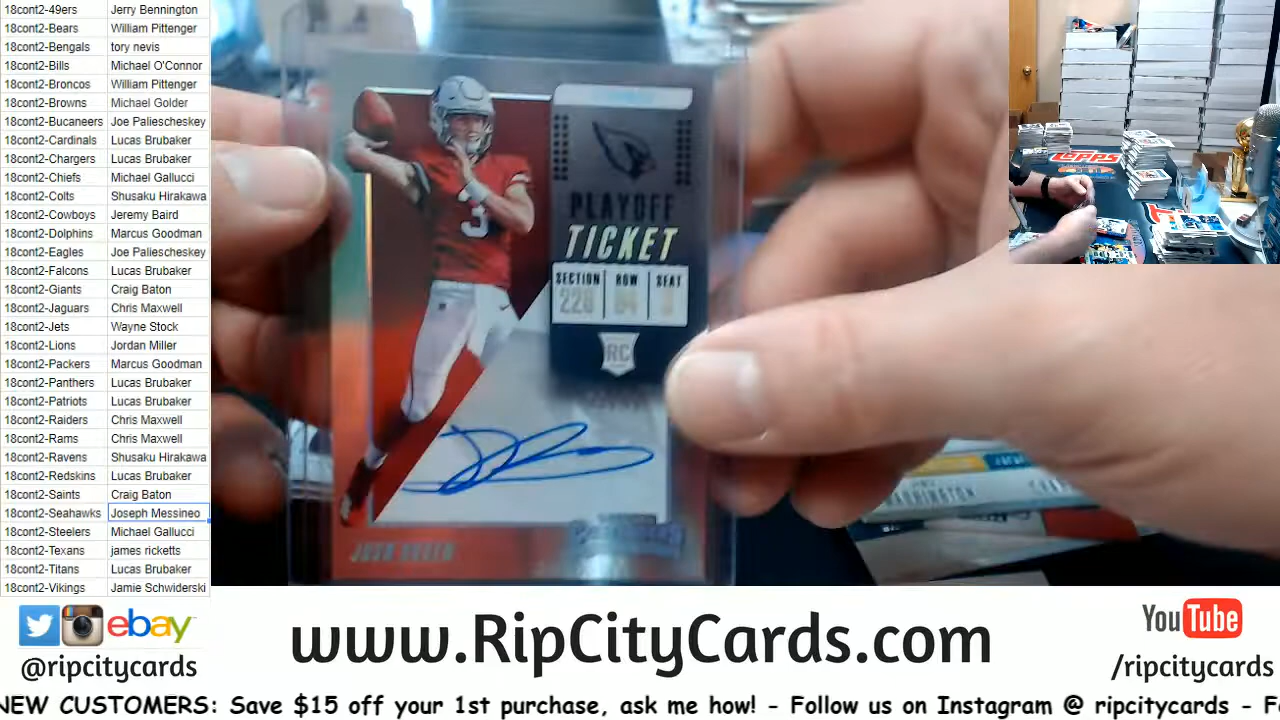 18cont2-49ers Jerry Bennington
18cont2-Bears William Pittenger
18cont2-Bengals tory nevis
18cont2-Bills Michael O'Connor
18cont2-Broncos William Pittenger
18cont2-Browns Michael Golder
18cont2-Bucaneers Joe Paliescheskey
18cont2-Cardinals Lucas Brubaker
18cont2-Chargers Lucas Brubaker
18cont2-Chiefs Michael Gallucci
18cont2-Colts Shusaku Hirakawa
18cont2-Cowboys Jeremy Baird
18cont2-Dolphins Marcus Goodman
18cont2-Eagles Joe Paliescheskey
18cont2-Falcons Lucas Brubaker
18cont2-Giants Craig Baton
18cont2-Jaguars Chris Maxwell
18cont2-Jets Wayne Stock
18cont2-Lions Jordan Miller
18cont2-Packers Marcus Goodman
18cont2-Panthers Lucas Brubaker
18cont2-Patriots Lucas Brubaker
18cont2-Raiders Chris Maxwell
18cont2-Rams Chris Maxwell
18cont2-Ravens Shusaku Hirakawa
18cont2-Redskins Lucas Brubaker
18cont2-Saints Craig Baton
18cont2-Seahawks Joseph Messineo
18cont2-Steelers Michael Gallucci
18cont2-Texans james ricketts
18cont2-Titans Lucas Brubaker
18cont2-Vikings Jamie Schwiderski
3
PLAYOFF
TICKET
SECTION ROW SEAT
RC
TOPPS
ebay
@ripcitycards
www.RipCityCards.com
YouTube
/ripcitycards
NEW CUSTOMERS: Save $15 off your 1st purchase, ask me how! - Follow us on Instagram @ ripcitycards -